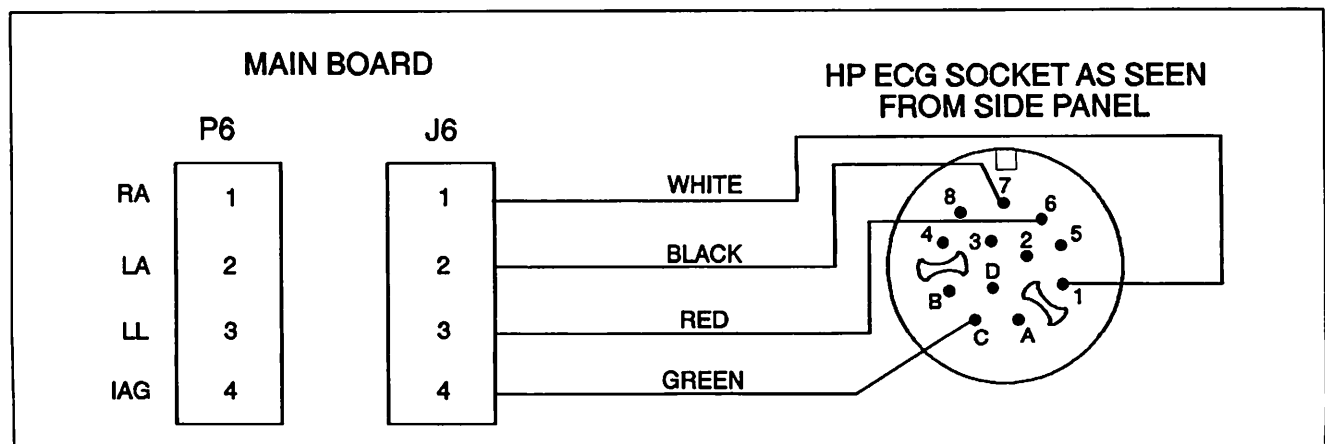 MAIN BOARD
HP ECG SOCKET AS SEEN
FROM SIDE PANEL
P6
J6
RA 1 1 WHITE
LA 2 2 BLACK
LL 3 3 RED
IAG 4 4 GREEN
7
8 6
4 3 2 5
D
B 1
C A